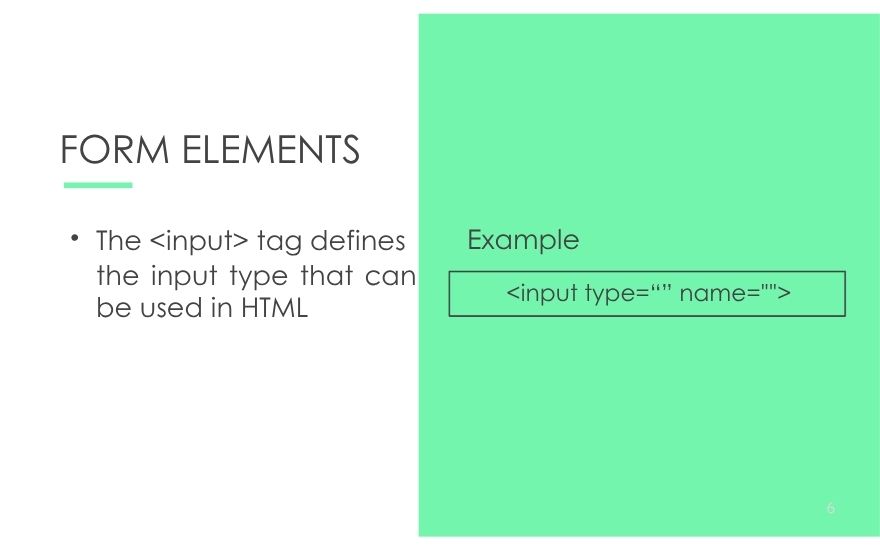 FORM ELEMENTS
• The <input> tag defines
the input type that can
be used in HTML
Example
<input type=“” name="">
6